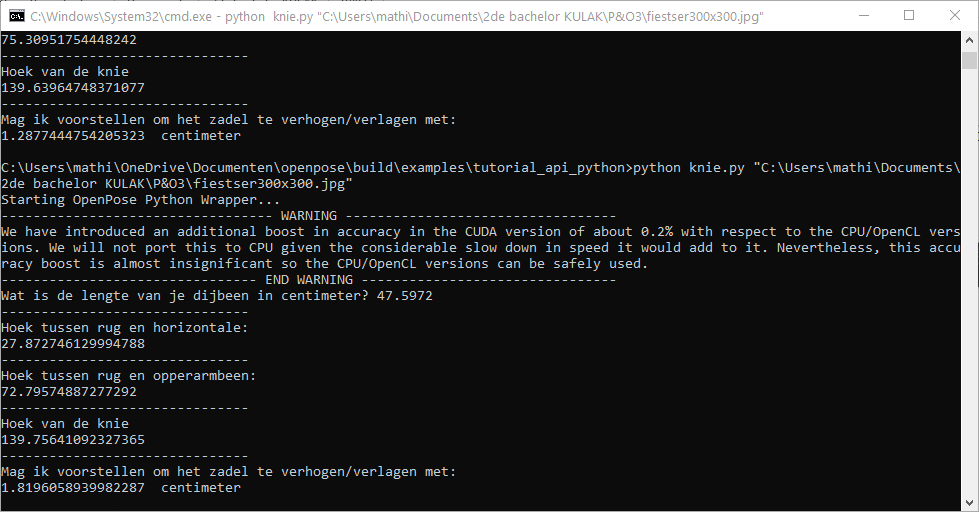 C:\Windows\System32\cmd.exe - python  knie.py "C:\Users\mathi\Documents\2de bachelor KULAK\P&O3\fiestser300x300.jpg"
75.30951754448242
-------------------------------
Hoek van de knie
139.63964748371077
-------------------------------
Mag ik voorstellen om het zadel te verhogen/verlagen met:
1.2877444754205323  centimeter
C:\Users\mathi\OneDrive\Documenten\openpose\build\examples\tutorial_api_python>python knie.py "C:\Users\mathi\Documents\
2de bachelor KULAK\P&O3\fiestser300x300.jpg"
Starting OpenPose Python Wrapper...
---------------------------------- WARNING ----------------------------------
We have introduced an additional boost in accuracy in the CUDA version of about 0.2% with respect to the CPU/OpenCL vers
ions. We will not port this to CPU given the considerable slow down in speed it would add to it. Nevertheless, this accu
racy boost is almost insignificant so the CPU/OpenCL versions can be safely used.
-------------------------------- END WARNING --------------------------------
Wat is de lengte van je dijbeen in centimeter? 47.5972
-------------------------------
Hoek tussen rug en horizontale:
27.872746129994788
-------------------------------
Hoek tussen rug en opperarmbeen:
72.79574887277292
-------------------------------
Hoek van de knie
139.75641092327365
-------------------------------
Mag ik voorstellen om het zadel te verhogen/verlagen met:
1.8196058939982287  centimeter